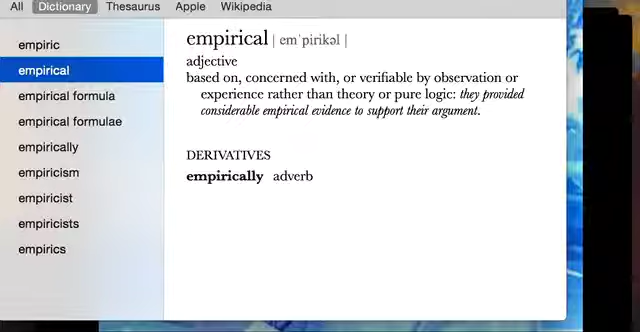 All Dictionary Thesaurus Apple Wikipedia
empiric
empirical
empirical formula
empirical formulae
empirically
empiricism
empiricist
empiricists
empirics
empirical | emˈpirikəl |
adjective
based on, concerned with, or verifiable by observation or
experience rather than theory or pure logic: they provided
considerable empirical evidence to support their argument.
DERIVATIVES
empirically adverb